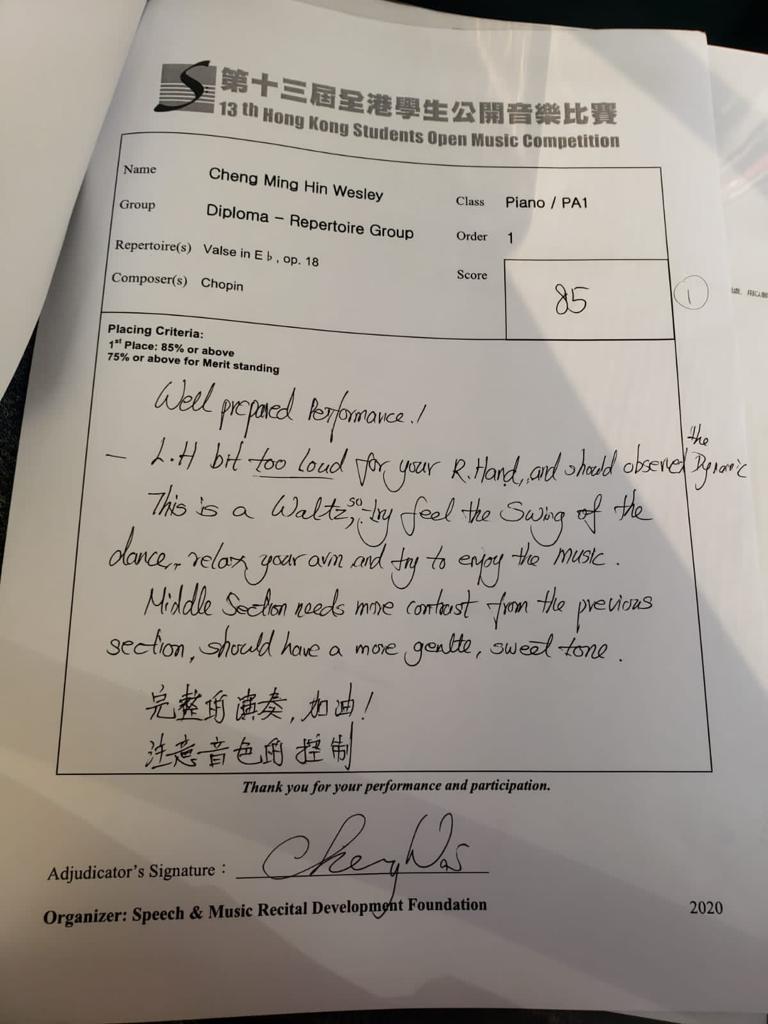 第十三屆全港學生公開音樂比賽
13 th Hong Kong Students Open Music Competition
Name Cheng Ming Hin Wesley
Class Piano / PA1
Group Diploma - Repertoire Group
Order 1
Repertoire(s) Valse in E♭, op. 18
Composer(s) Chopin
Score 85
1
Placing Criteria:
1st Place: 85% or above
75% or above for Merit standing
Well prepared Performance.!
- L.H bit too loud for your R.Hand, and should observed the Dynamic
This is a Waltz, so try feel the Swing of the
dance, relax your arm and try to enjoy the music.
Middle Section needs more contrast from the previous
section, should have a more gentle, sweet tone.
完整的演奏,加油!
注意音色的控制
Thank you for your performance and participation.
Adjudicator's Signature :
Organizer: Speech & Music Recital Development Foundation
2020